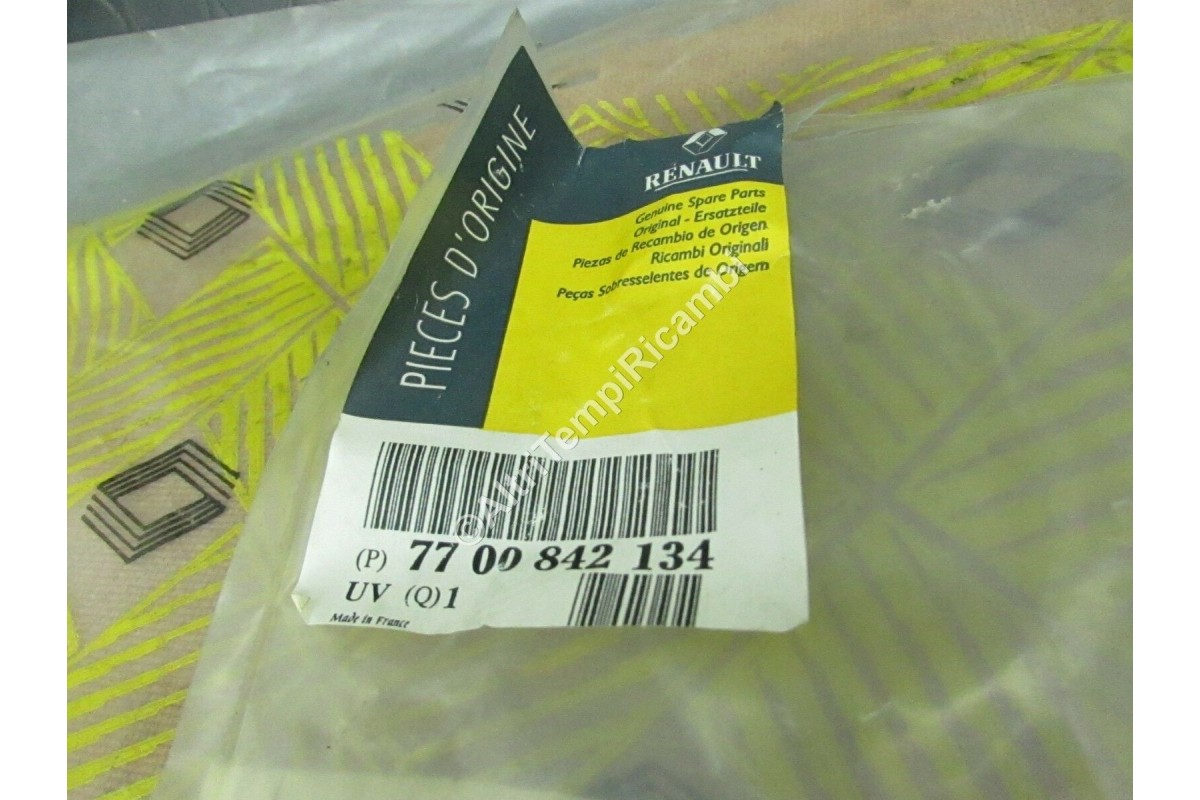 PIECES D'ORIGINE
RENAULT
Genuine Spare Parts
Original - Ersatzteile
Piezas de Recambio de Origen
Ricambi Originali
Peças Sobresselentes de Origem
©AltriTempiRicambi
(P) 77 00 842 134
UV (Q)1
Made in France